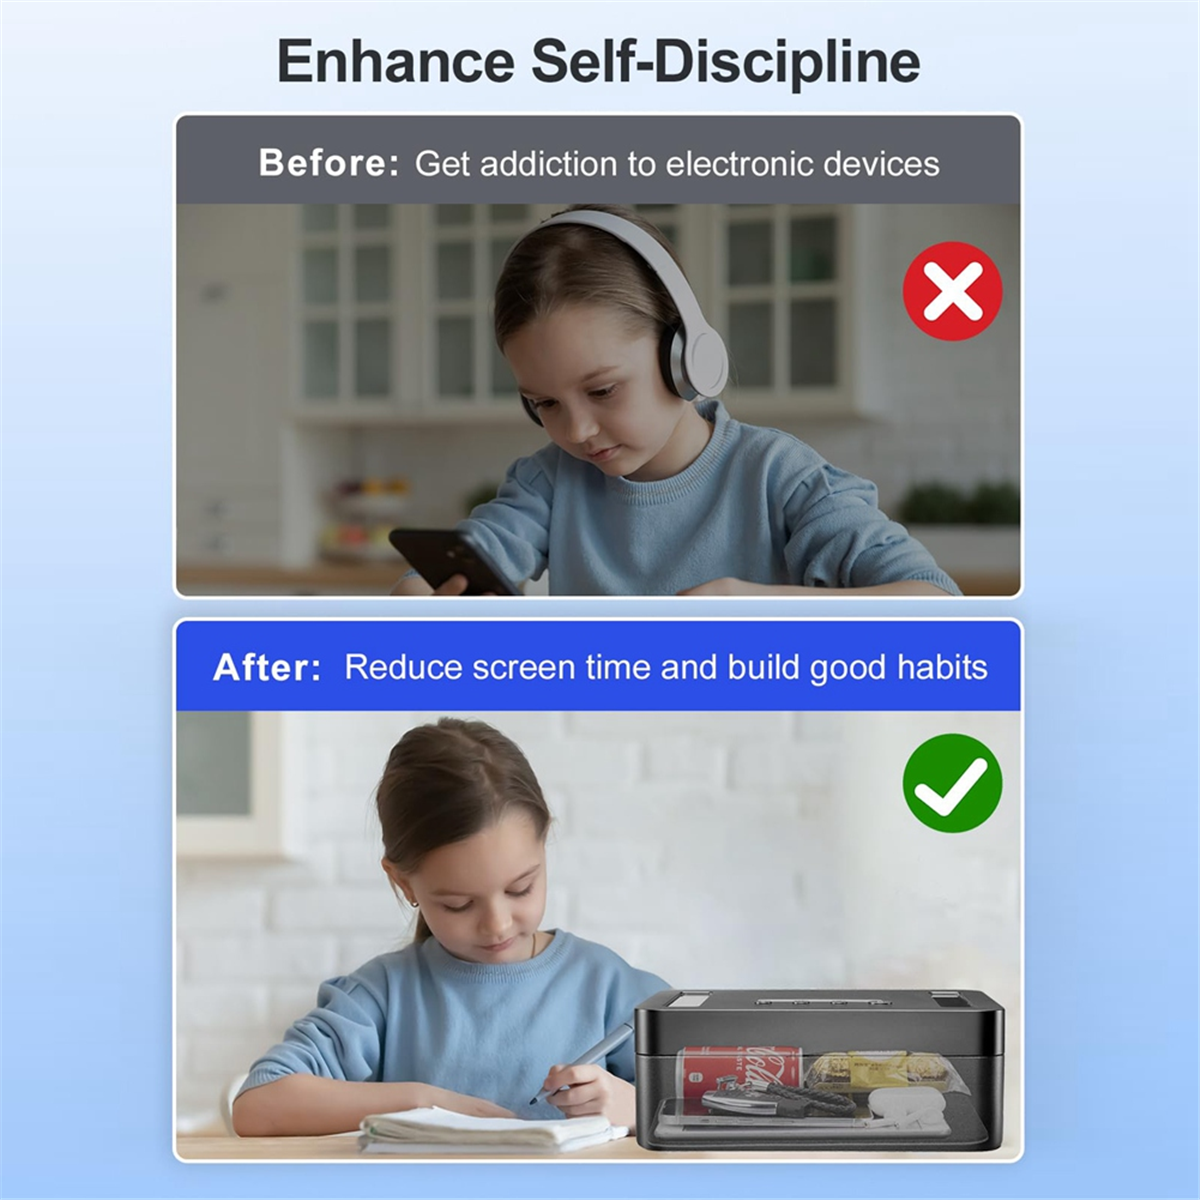 Enhance Self-Discipline
Before: Get addiction to electronic devices
After: Reduce screen time and build good habits